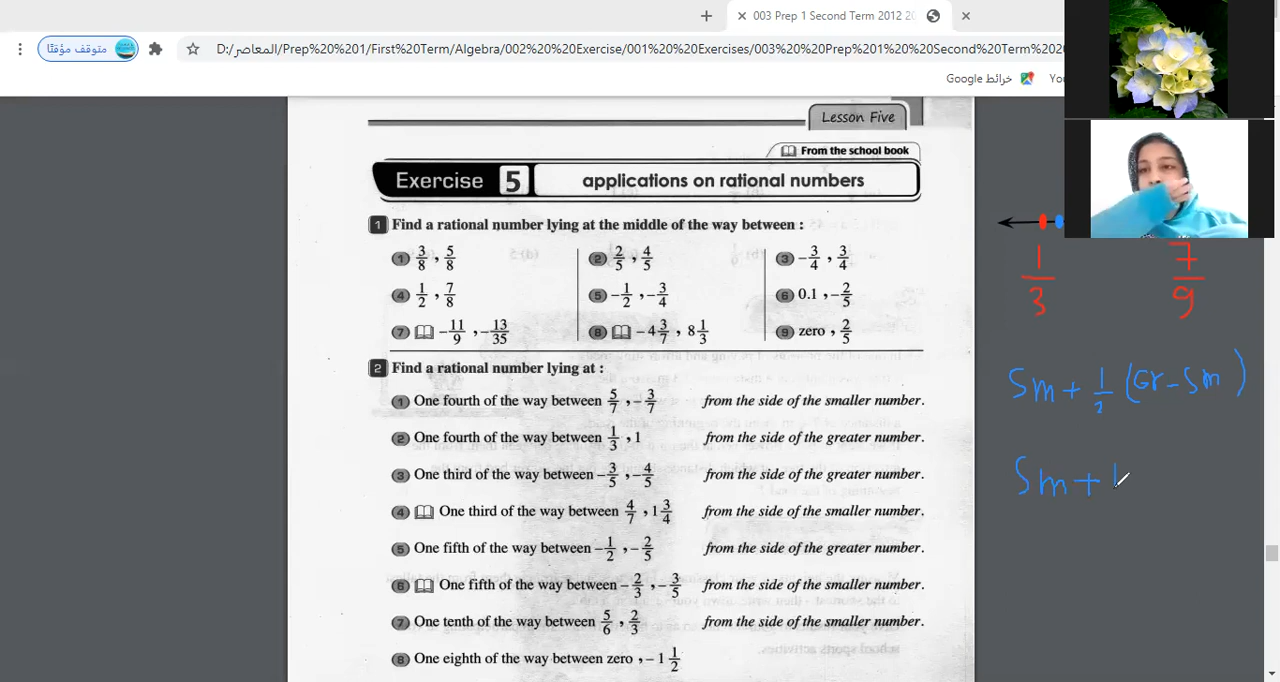 003 Prep 1 Second Term 2012 20
متوقف مؤقتًا
D:/المعاصر/Prep%20%201/First%20Term/Algebra/002%20%20Exercise/001%20%20Exercises/003%20%20Prep%201%20%20Second%20Term%20
خرائط Google
Lesson Five
From the school book
Exercise 5 applications on rational numbers
1 Find a rational number lying at the middle of the way between :
1 3/8 , 5/8 2 2/5 , 4/5 3 -3/4 , 3/4
4 1/2 , 7/8 5 -1/2 , -3/4 6 0.1 , -2/5
7 -11/9 , -13/35 8 -4 3/7 , 8 1/3 9 zero , 2/5
2 Find a rational number lying at :
1 One fourth of the way between 5/7 , -3/7 from the side of the smaller number.
2 One fourth of the way between 1/3 , 1 from the side of the greater number.
3 One third of the way between -3/5 , -4/5 from the side of the greater number.
4 One third of the way between 4/7 , 1 3/4 from the side of the smaller number.
5 One fifth of the way between -1/2 , -2/5 from the side of the greater number.
6 One fifth of the way between -2/3 , -3/5 from the side of the smaller number.
7 One tenth of the way between 5/6 , 2/3 from the side of the smaller number.
8 One eighth of the way between zero , -1 1/2
1/3 7/9
Sm + 1/2 (Gr - Sm)
Sm +